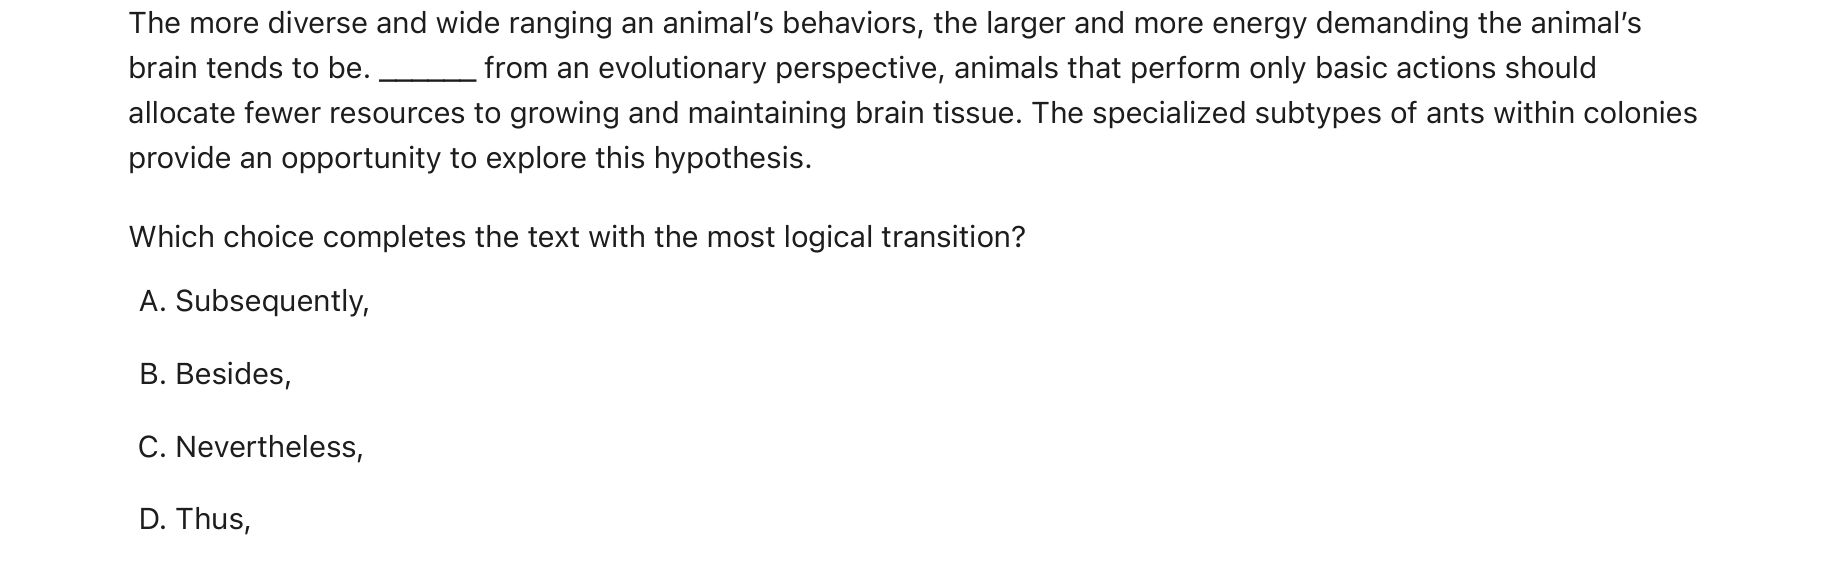 The more diverse and wide ranging an animal’s behaviors, the larger and more energy demanding the animal’s
brain tends to be. ______ from an evolutionary perspective, animals that perform only basic actions should
allocate fewer resources to growing and maintaining brain tissue. The specialized subtypes of ants within colonies
provide an opportunity to explore this hypothesis.
Which choice completes the text with the most logical transition?
A. Subsequently,
B. Besides,
C. Nevertheless,
D. Thus,